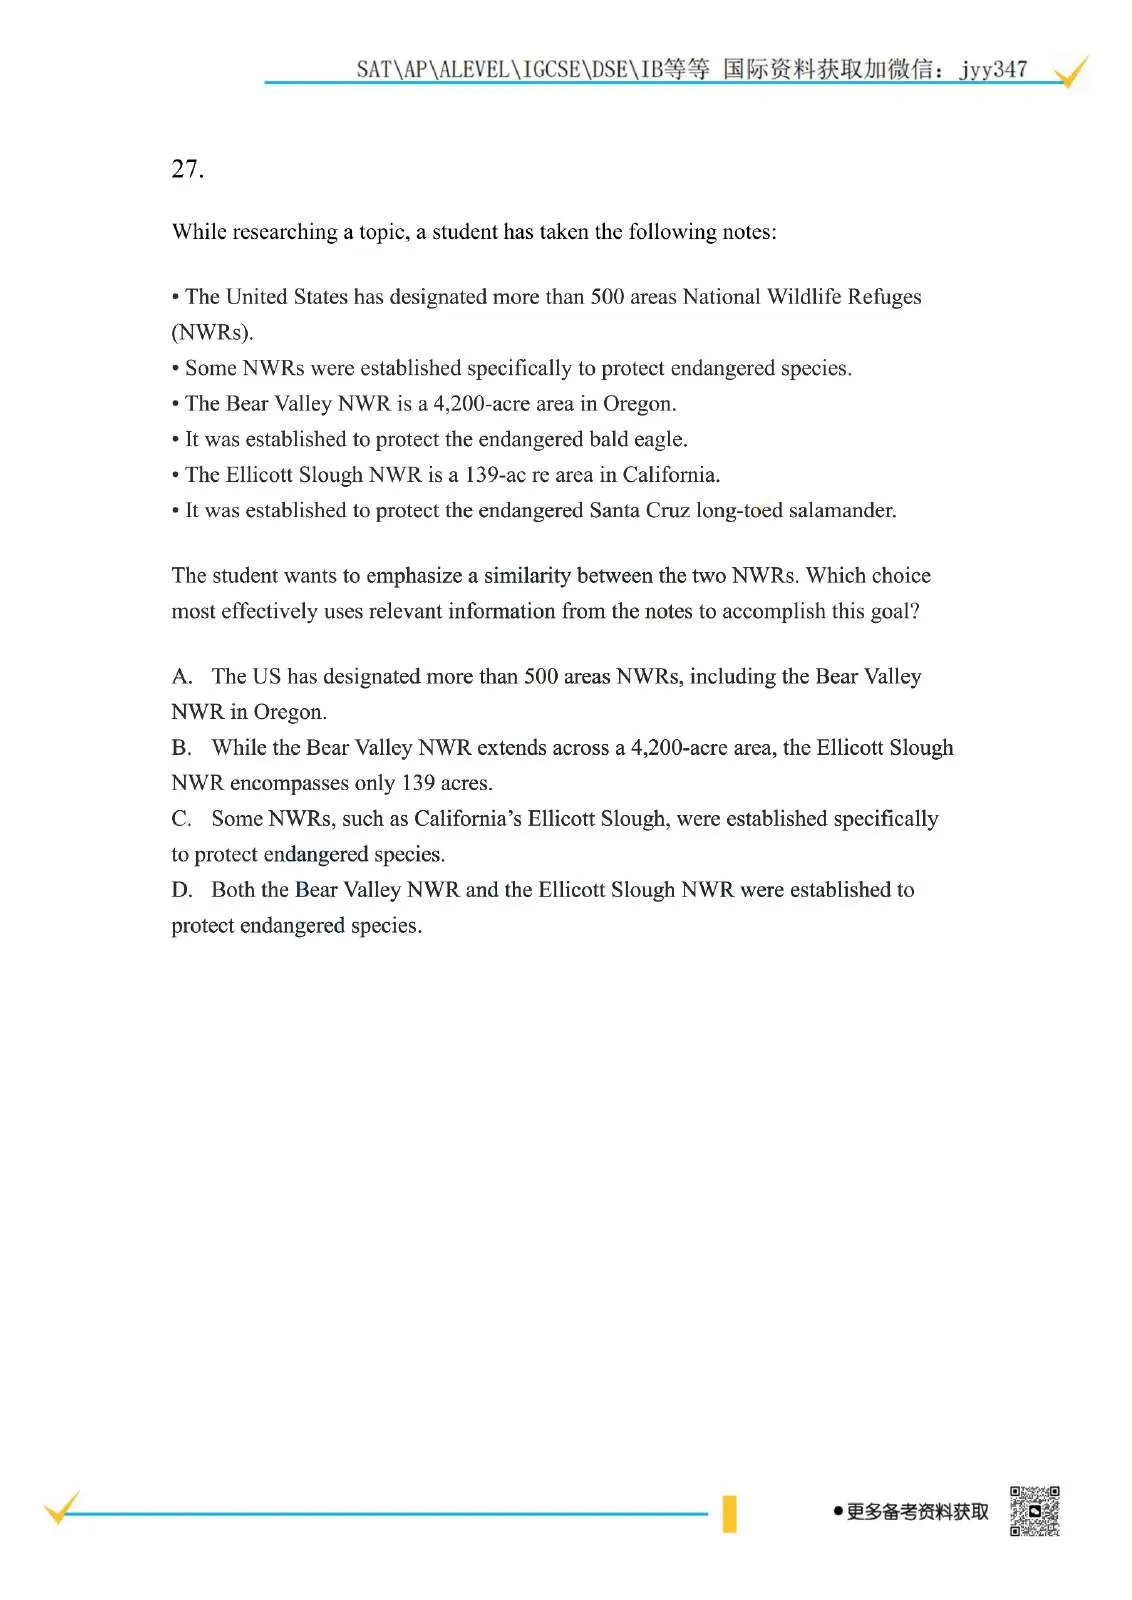 SAT\AP\ALEVEL\IGCSE\DSE\IB等等 国际资料获取加微信：jyy347
27.
While researching a topic, a student has taken the following notes:
• The United States has designated more than 500 areas National Wildlife Refuges
(NWRs).
• Some NWRs were established specifically to protect endangered species.
• The Bear Valley NWR is a 4,200-acre area in Oregon.
• It was established to protect the endangered bald eagle.
• The Ellicott Slough NWR is a 139-ac re area in California.
• It was established to protect the endangered Santa Cruz long-toed salamander.
The student wants to emphasize a similarity between the two NWRs. Which choice
most effectively uses relevant information from the notes to accomplish this goal?
A. The US has designated more than 500 areas NWRs, including the Bear Valley
NWR in Oregon.
B. While the Bear Valley NWR extends across a 4,200-acre area, the Ellicott Slough
NWR encompasses only 139 acres.
C. Some NWRs, such as California’s Ellicott Slough, were established specifically
to protect endangered species.
D. Both the Bear Valley NWR and the Ellicott Slough NWR were established to
protect endangered species.
•更多备考资料获取